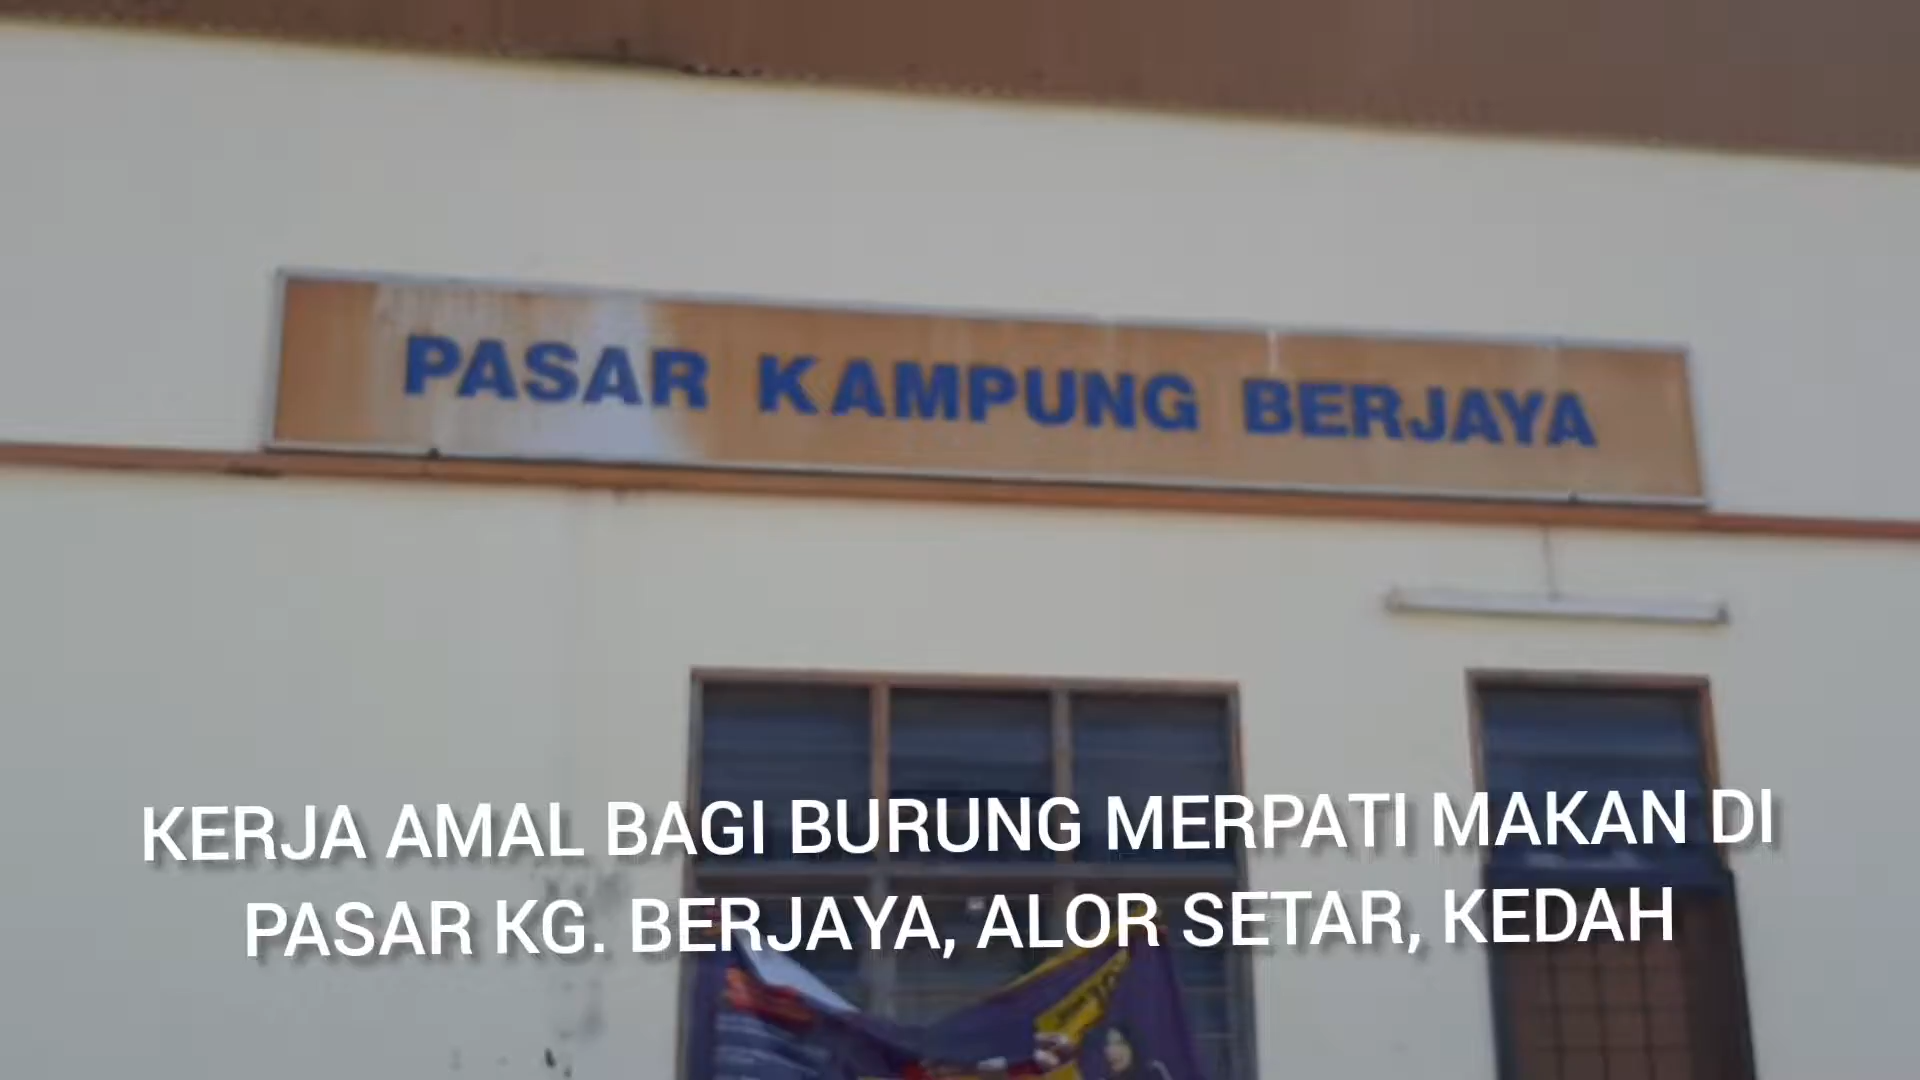 PASAR KAMPUNG BERJAYA
KERJA AMAL BAGI BURUNG MERPATI MAKAN DI
PASAR KG. BERJAYA, ALOR SETAR, KEDAH